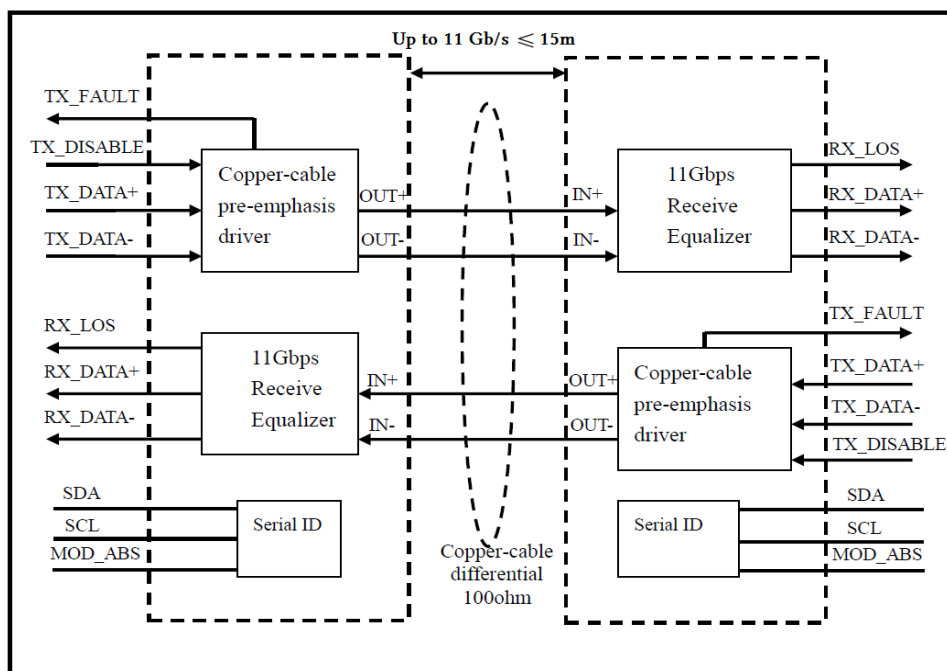 Up to 11 Gb/s ≤ 15m
TX_FAULT
TX_DISABLE
TX_DATA+
TX_DATA-
Copper-cable
pre-emphasis
driver
OUT+
OUT-
IN+
IN-
11Gbps
Receive
Equalizer
RX_LOS
RX_DATA+
RX_DATA-
RX_LOS
RX_DATA+
RX_DATA-
11Gbps
Receive
Equalizer
IN+
IN-
OUT+
OUT-
Copper-cable
pre-emphasis
driver
TX_FAULT
TX_DATA+
TX_DATA-
TX_DISABLE
SDA
SCL
MOD_ABS
Serial ID
Copper-cable
differential
100ohm
Serial ID
SDA
SCL
MOD_ABS